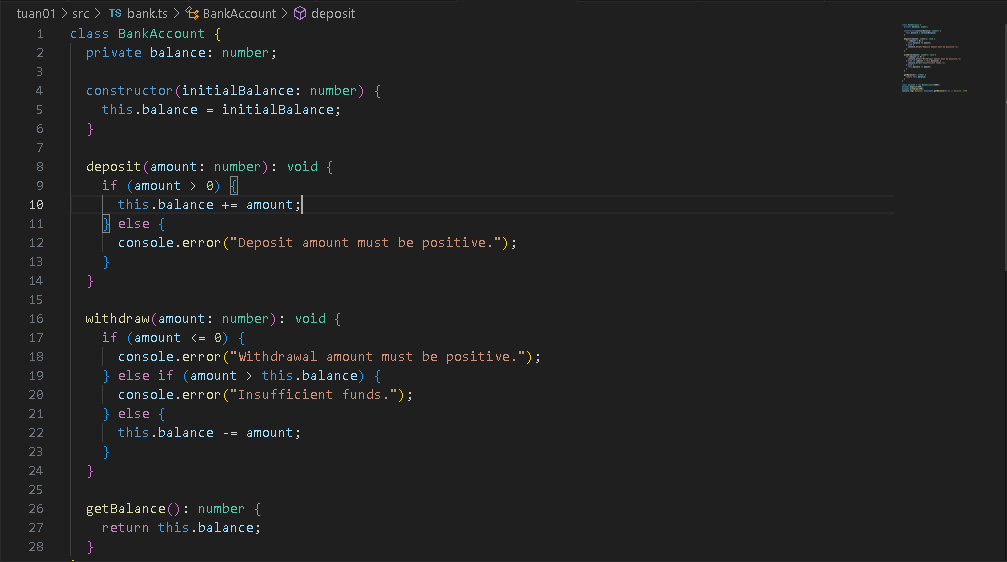 tuan01 > src > TS bank.ts > BankAccount > deposit
1 class BankAccount {
2   private balance: number;
3
4   constructor(initialBalance: number) {
5     this.balance = initialBalance;
6   }
7
8   deposit(amount: number): void {
9     if (amount > 0) {
10       this.balance += amount;
11     } else {
12       console.error("Deposit amount must be positive.");
13     }
14   }
15
16   withdraw(amount: number): void {
17     if (amount <= 0) {
18       console.error("Withdrawal amount must be positive.");
19     } else if (amount > this.balance) {
20       console.error("Insufficient funds.");
21     } else {
22       this.balance -= amount;
23     }
24   }
25
26   getBalance(): number {
27     return this.balance;
28   }